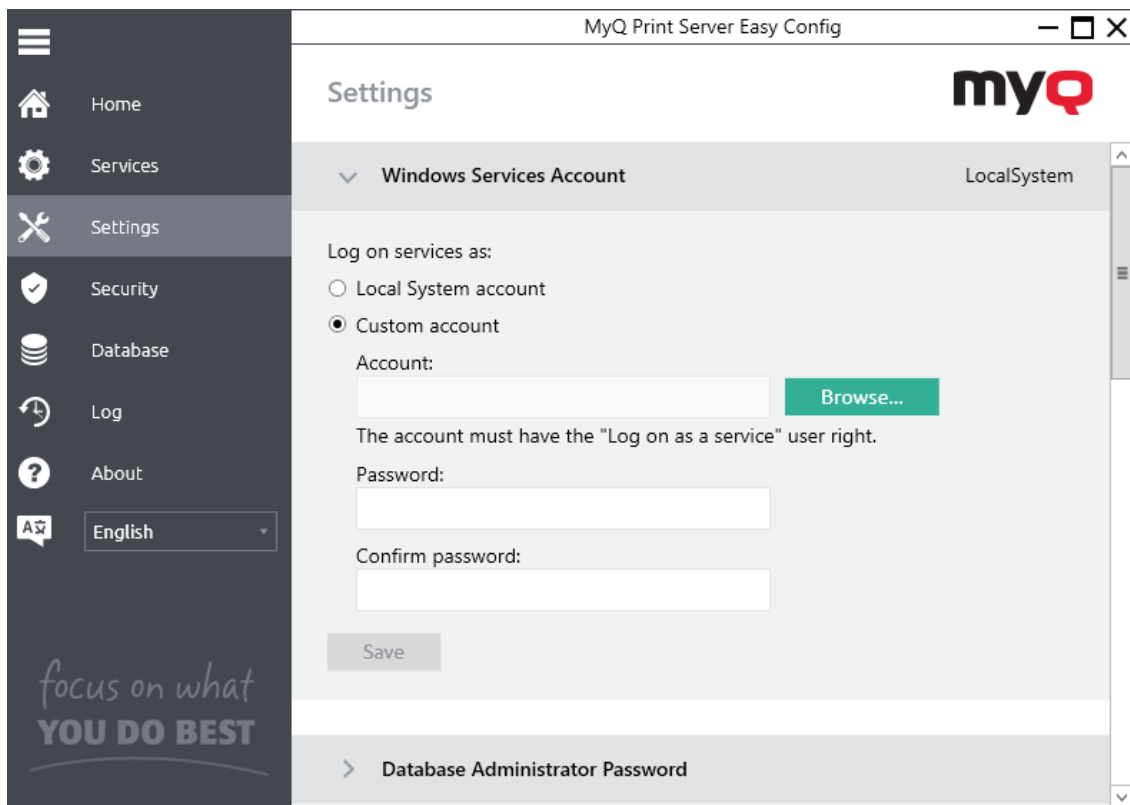 MyQ Print Server Easy Config
Home
Services
Settings
Security
Database
Log
About
English
focus on what
YOU DO BEST
Settings
myQ
Windows Services Account LocalSystem
Log on services as:
Local System account
Custom account
Account:
Browse...
The account must have the "Log on as a service" user right.
Password:
Confirm password:
Save
Database Administrator Password